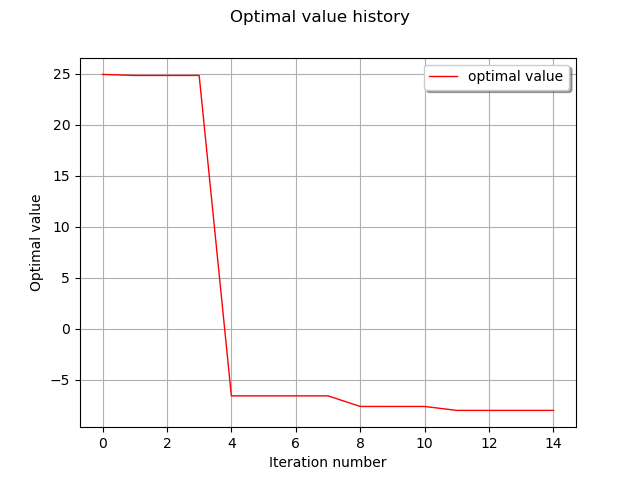 Optimal value history
optimal value
25
20
15
10
5
0
−5
Optimal value
0 2 4 6 8 10 12 14
Iteration number